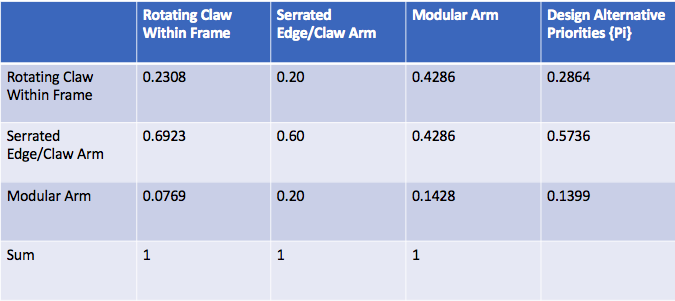 Rotating Claw Within Frame Serrated Edge/Claw Arm Modular Arm Design Alternative Priorities {Pi}
Rotating Claw Within Frame 0.2308 0.20 0.4286 0.2864
Serrated Edge/Claw Arm 0.6923 0.60 0.4286 0.5736
Modular Arm 0.0769 0.20 0.1428 0.1399
Sum 1 1 1